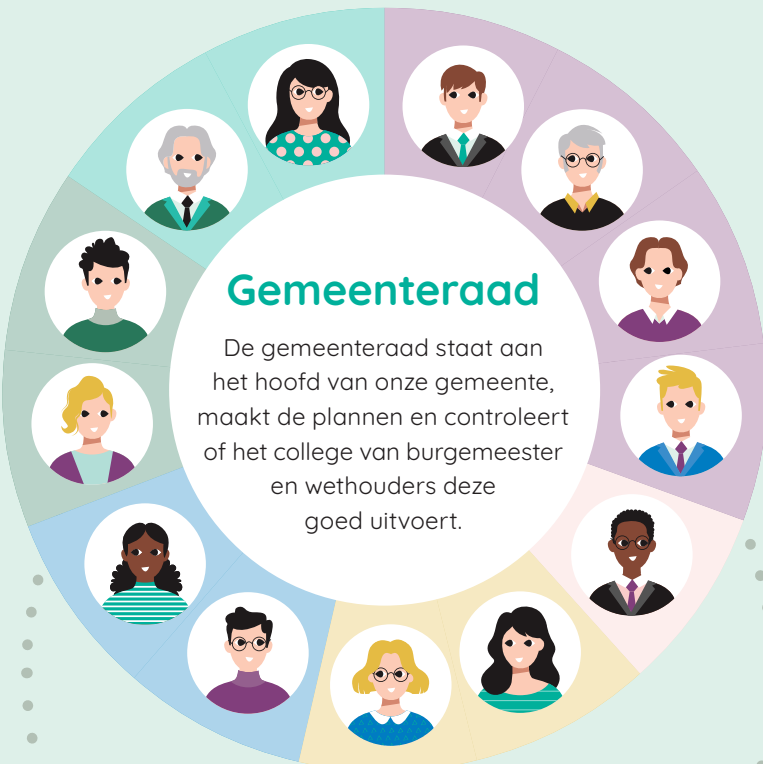 Gemeenteraad
De gemeenteraad staat aan
het hoofd van onze gemeente,
maakt de plannen en controleert
of het college van burgemeester
en wethouders deze
goed uitvoert.